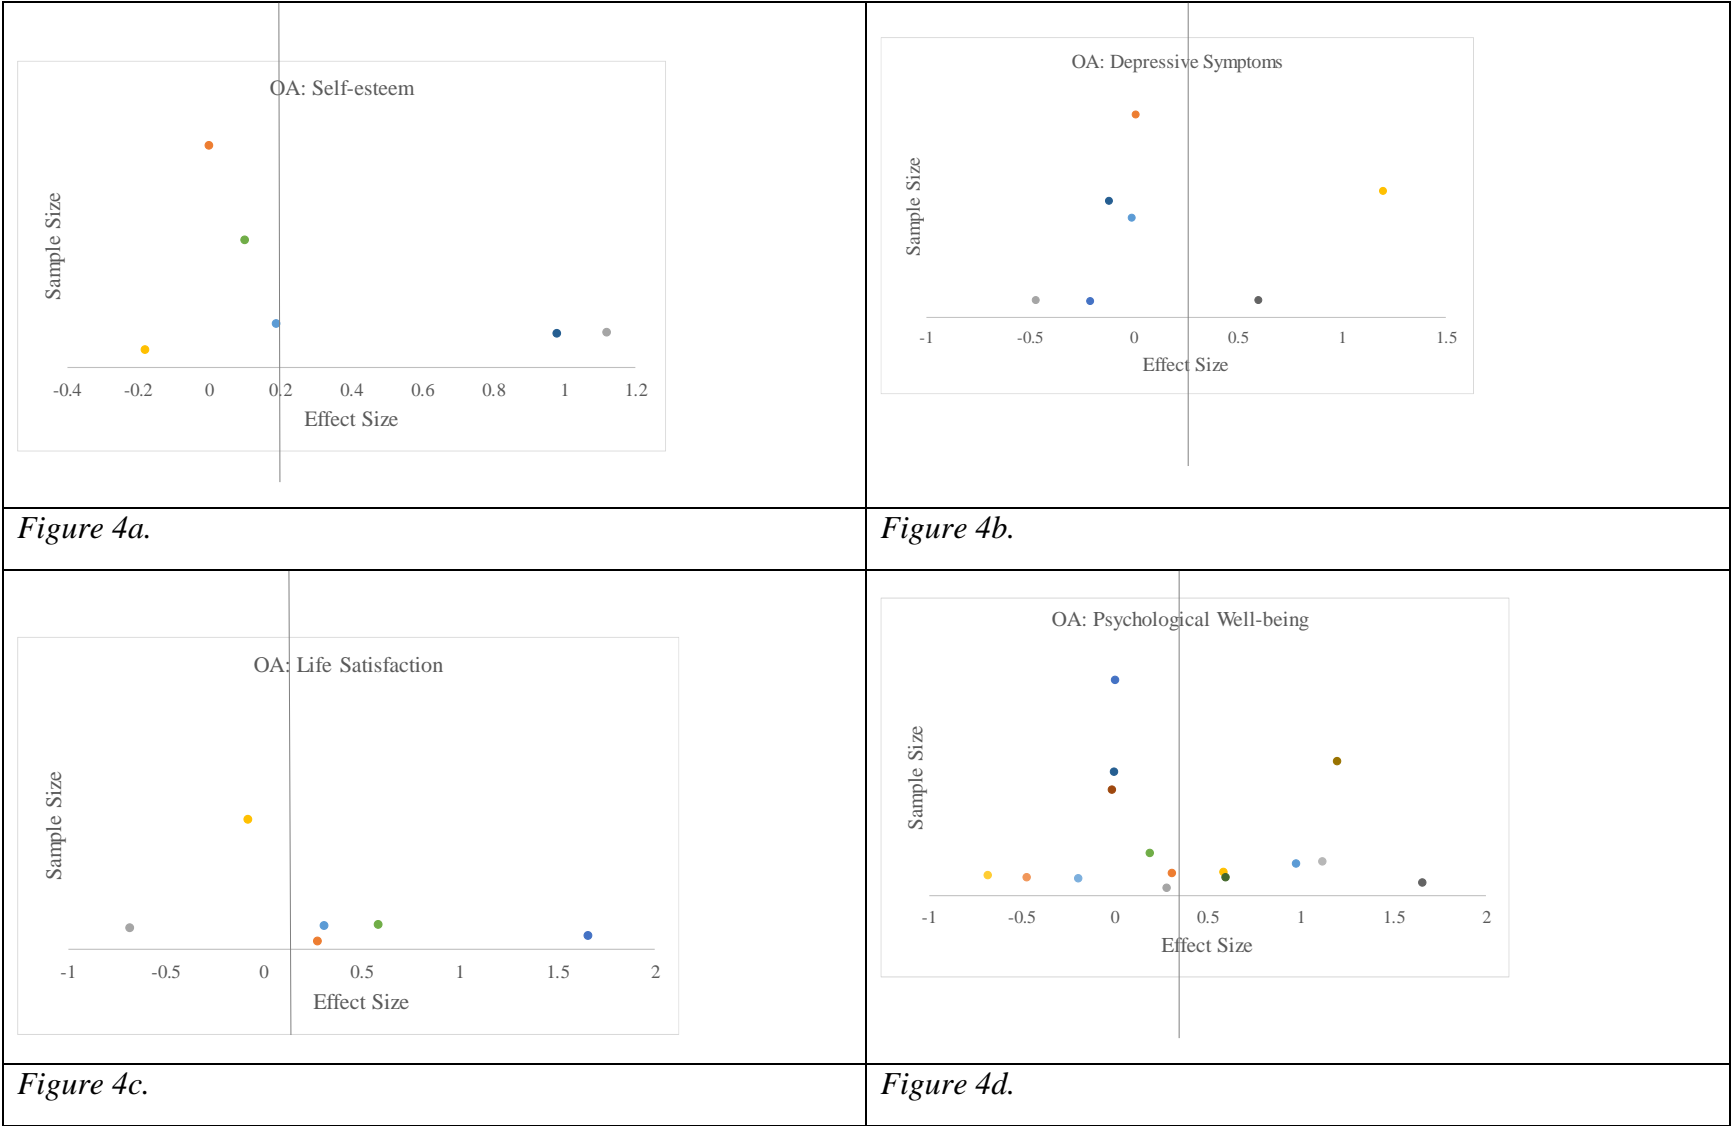 OA: Self-esteem
Sample Size
-0.4 -0.2 0 0.2 0.4 0.6 0.8 1 1.2
Effect Size
Figure 4a.
OA: Depressive Symptoms
Sample Size
-1 -0.5 0 0.5 1 1.5
Effect Size
Figure 4b.
OA: Life Satisfaction
Sample Size
-1 -0.5 0 0.5 1 1.5 2
Effect Size
Figure 4c.
OA: Psychological Well-being
Sample Size
-1 -0.5 0 0.5 1 1.5 2
Effect Size
Figure 4d.